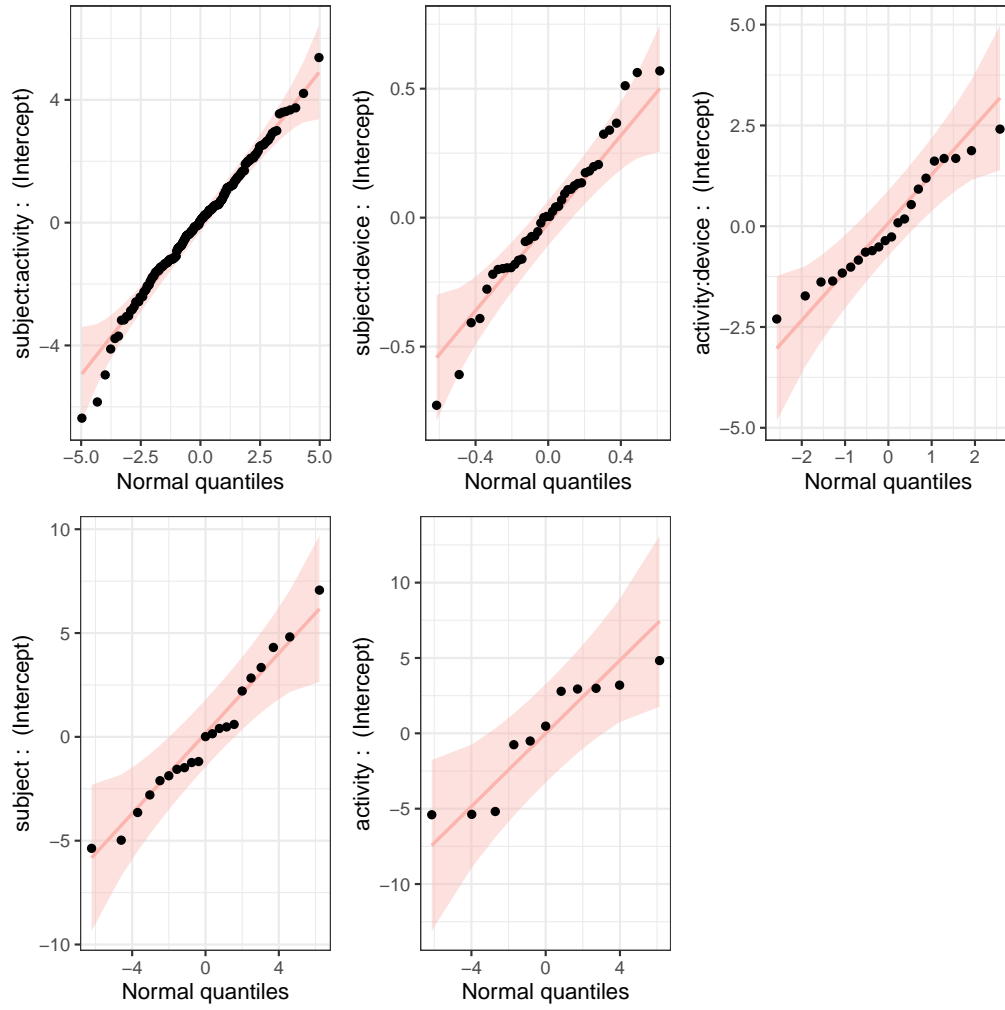 subject:activity : (Intercept)
4
0
−4
−5.0 −2.5 0.0 2.5 5.0
Normal quantiles
subject:device : (Intercept)
0.5
0.0
−0.5
−0.4 0.0 0.4
Normal quantiles
activity:device : (Intercept)
5.0
2.5
0.0
−2.5
−5.0
−2 −1 0 1 2
Normal quantiles
subject : (Intercept)
10
5
0
−5
−10
−4 0 4
Normal quantiles
activity : (Intercept)
10
5
0
−5
−10
−4 0 4
Normal quantiles